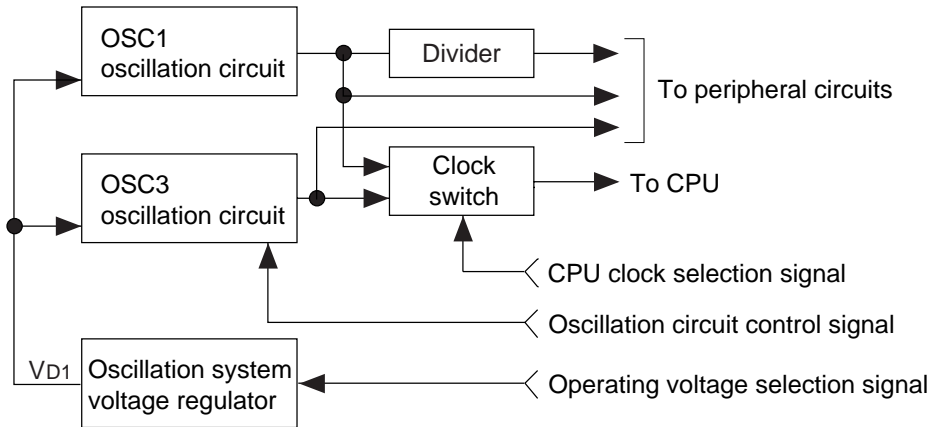 OSC1
oscillation circuit
Divider
To peripheral circuits
OSC3
oscillation circuit
Clock
switch
To CPU
CPU clock selection signal
Oscillation circuit control signal
VD1
Oscillation system
voltage regulator
Operating voltage selection signal